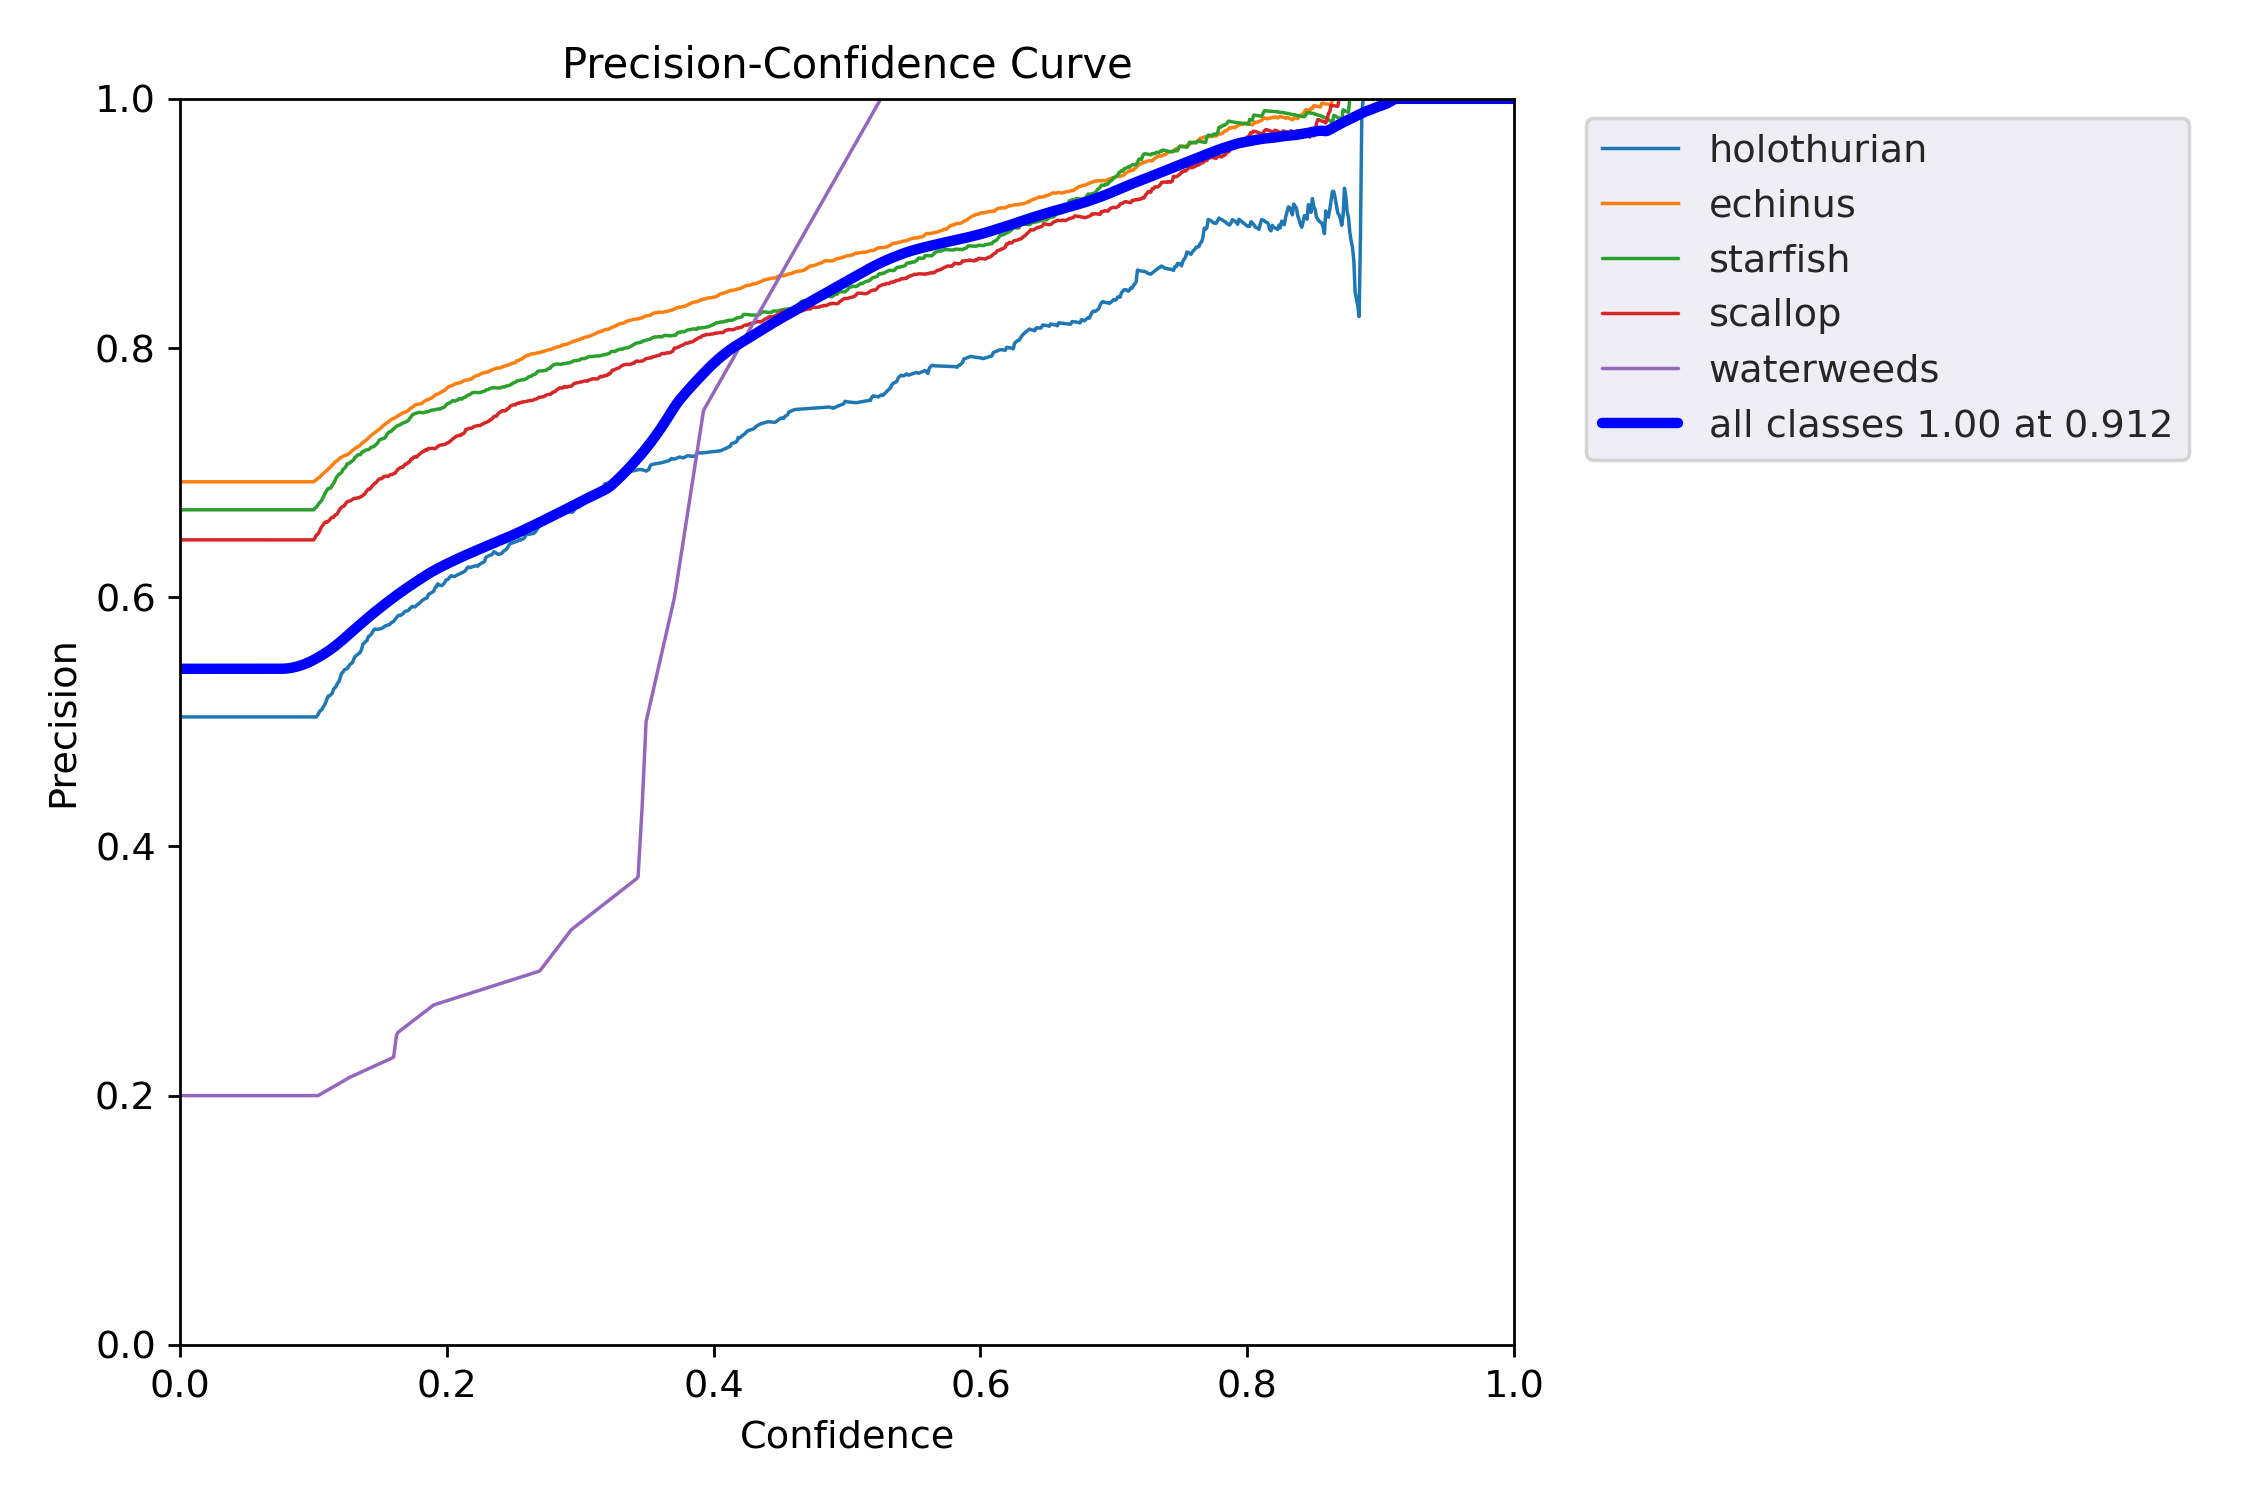 Precision-Confidence Curve
1.0
0.8
0.6
0.4
0.2
0.0
Precision
0.0 0.2 0.4 0.6 0.8 1.0
Confidence
holothurian
echinus
starfish
scallop
waterweeds
all classes 1.00 at 0.912